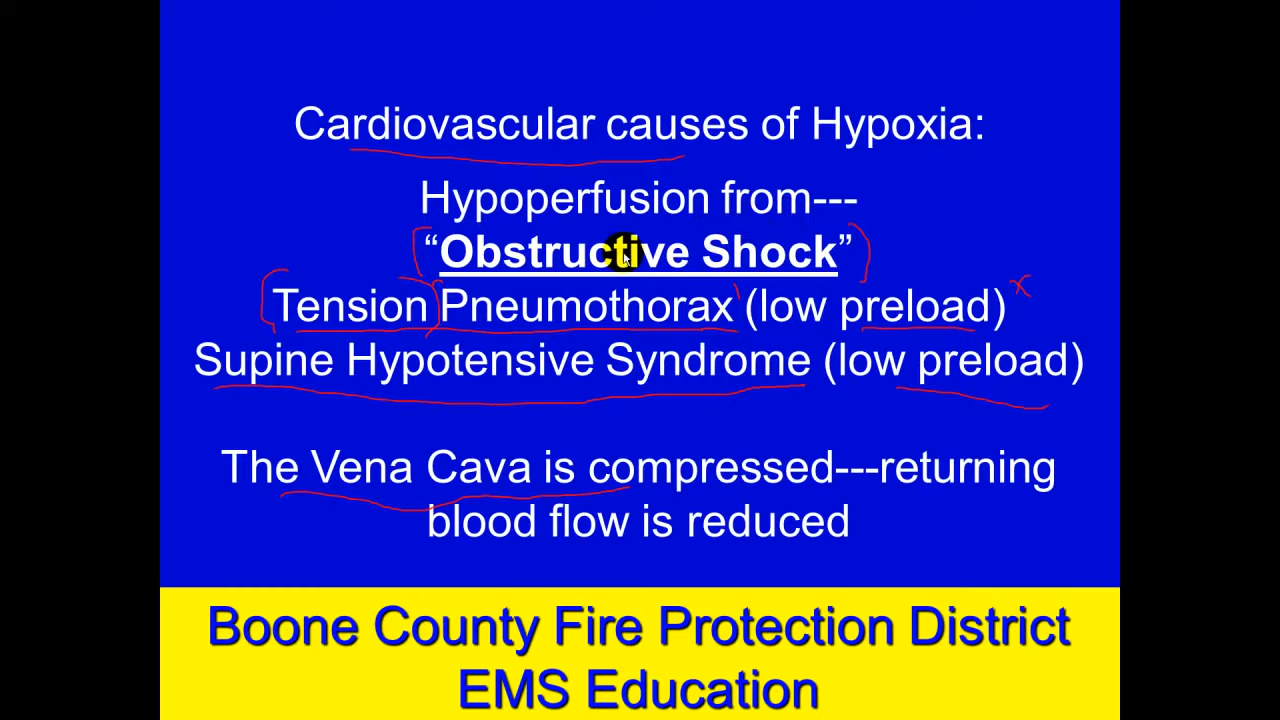 Cardiovascular causes of Hypoxia:
Hypoperfusion from---
“Obstructive Shock”
Tension Pneumothorax (low preload)
Supine Hypotensive Syndrome (low preload)
The Vena Cava is compressed---returning
blood flow is reduced
Boone County Fire Protection District
EMS Education